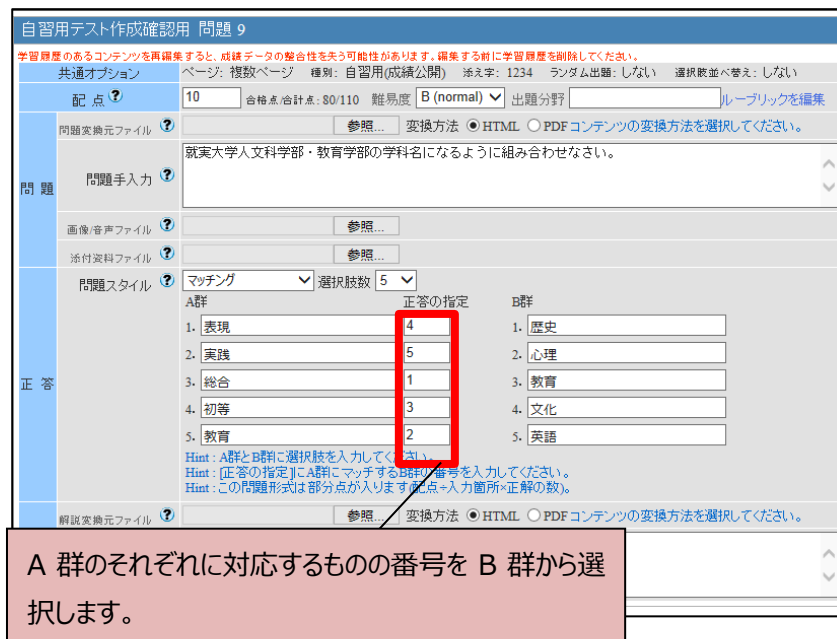 自習用テスト作成確認用 問題 9
学習履歴のあるコンテンツを再編集すると、成績データの整合性を失う可能性があります。編集する前に学習履歴を削除してください。
共通オプション ページ: 複数ページ 種別: 自習用(成績公開) 添え字: 1234 ランダム出題: しない 選択肢並べ替え: しない
配 点 ? 10 合格点/合計点: 80/110 難易度 B (normal) 出題分野 ルーブリックを編集
問題変換元ファイル ? 参照... 変換方法 HTML PDF コンテンツの変換方法を選択してください。
問 題
問題手入力 ? 就実大学人文科学部・教育学部の学科名になるように組み合わせなさい。
画像/音声ファイル ? 参照...
添付資料ファイル ? 参照...
問題スタイル ? マッチング 選択肢数 5
A群 正答の指定 B群
1. 表現 4 1. 歴史
2. 実践 5 2. 心理
正 答
3. 総合 1 3. 教育
4. 初等 3 4. 文化
5. 教育 2 5. 英語
Hint : A群とB群に選択肢を入力してください。
Hint : [正答の指定]にA群にマッチするB群の番号を入力してください。
Hint : この問題形式は部分点が入ります(配点÷入力箇所×正解の数)。
解説変換元ファイル ? 参照... 変換方法 HTML PDF コンテンツの変換方法を選択してください。
A 群のそれぞれに対応するものの番号を B 群から選
択します。